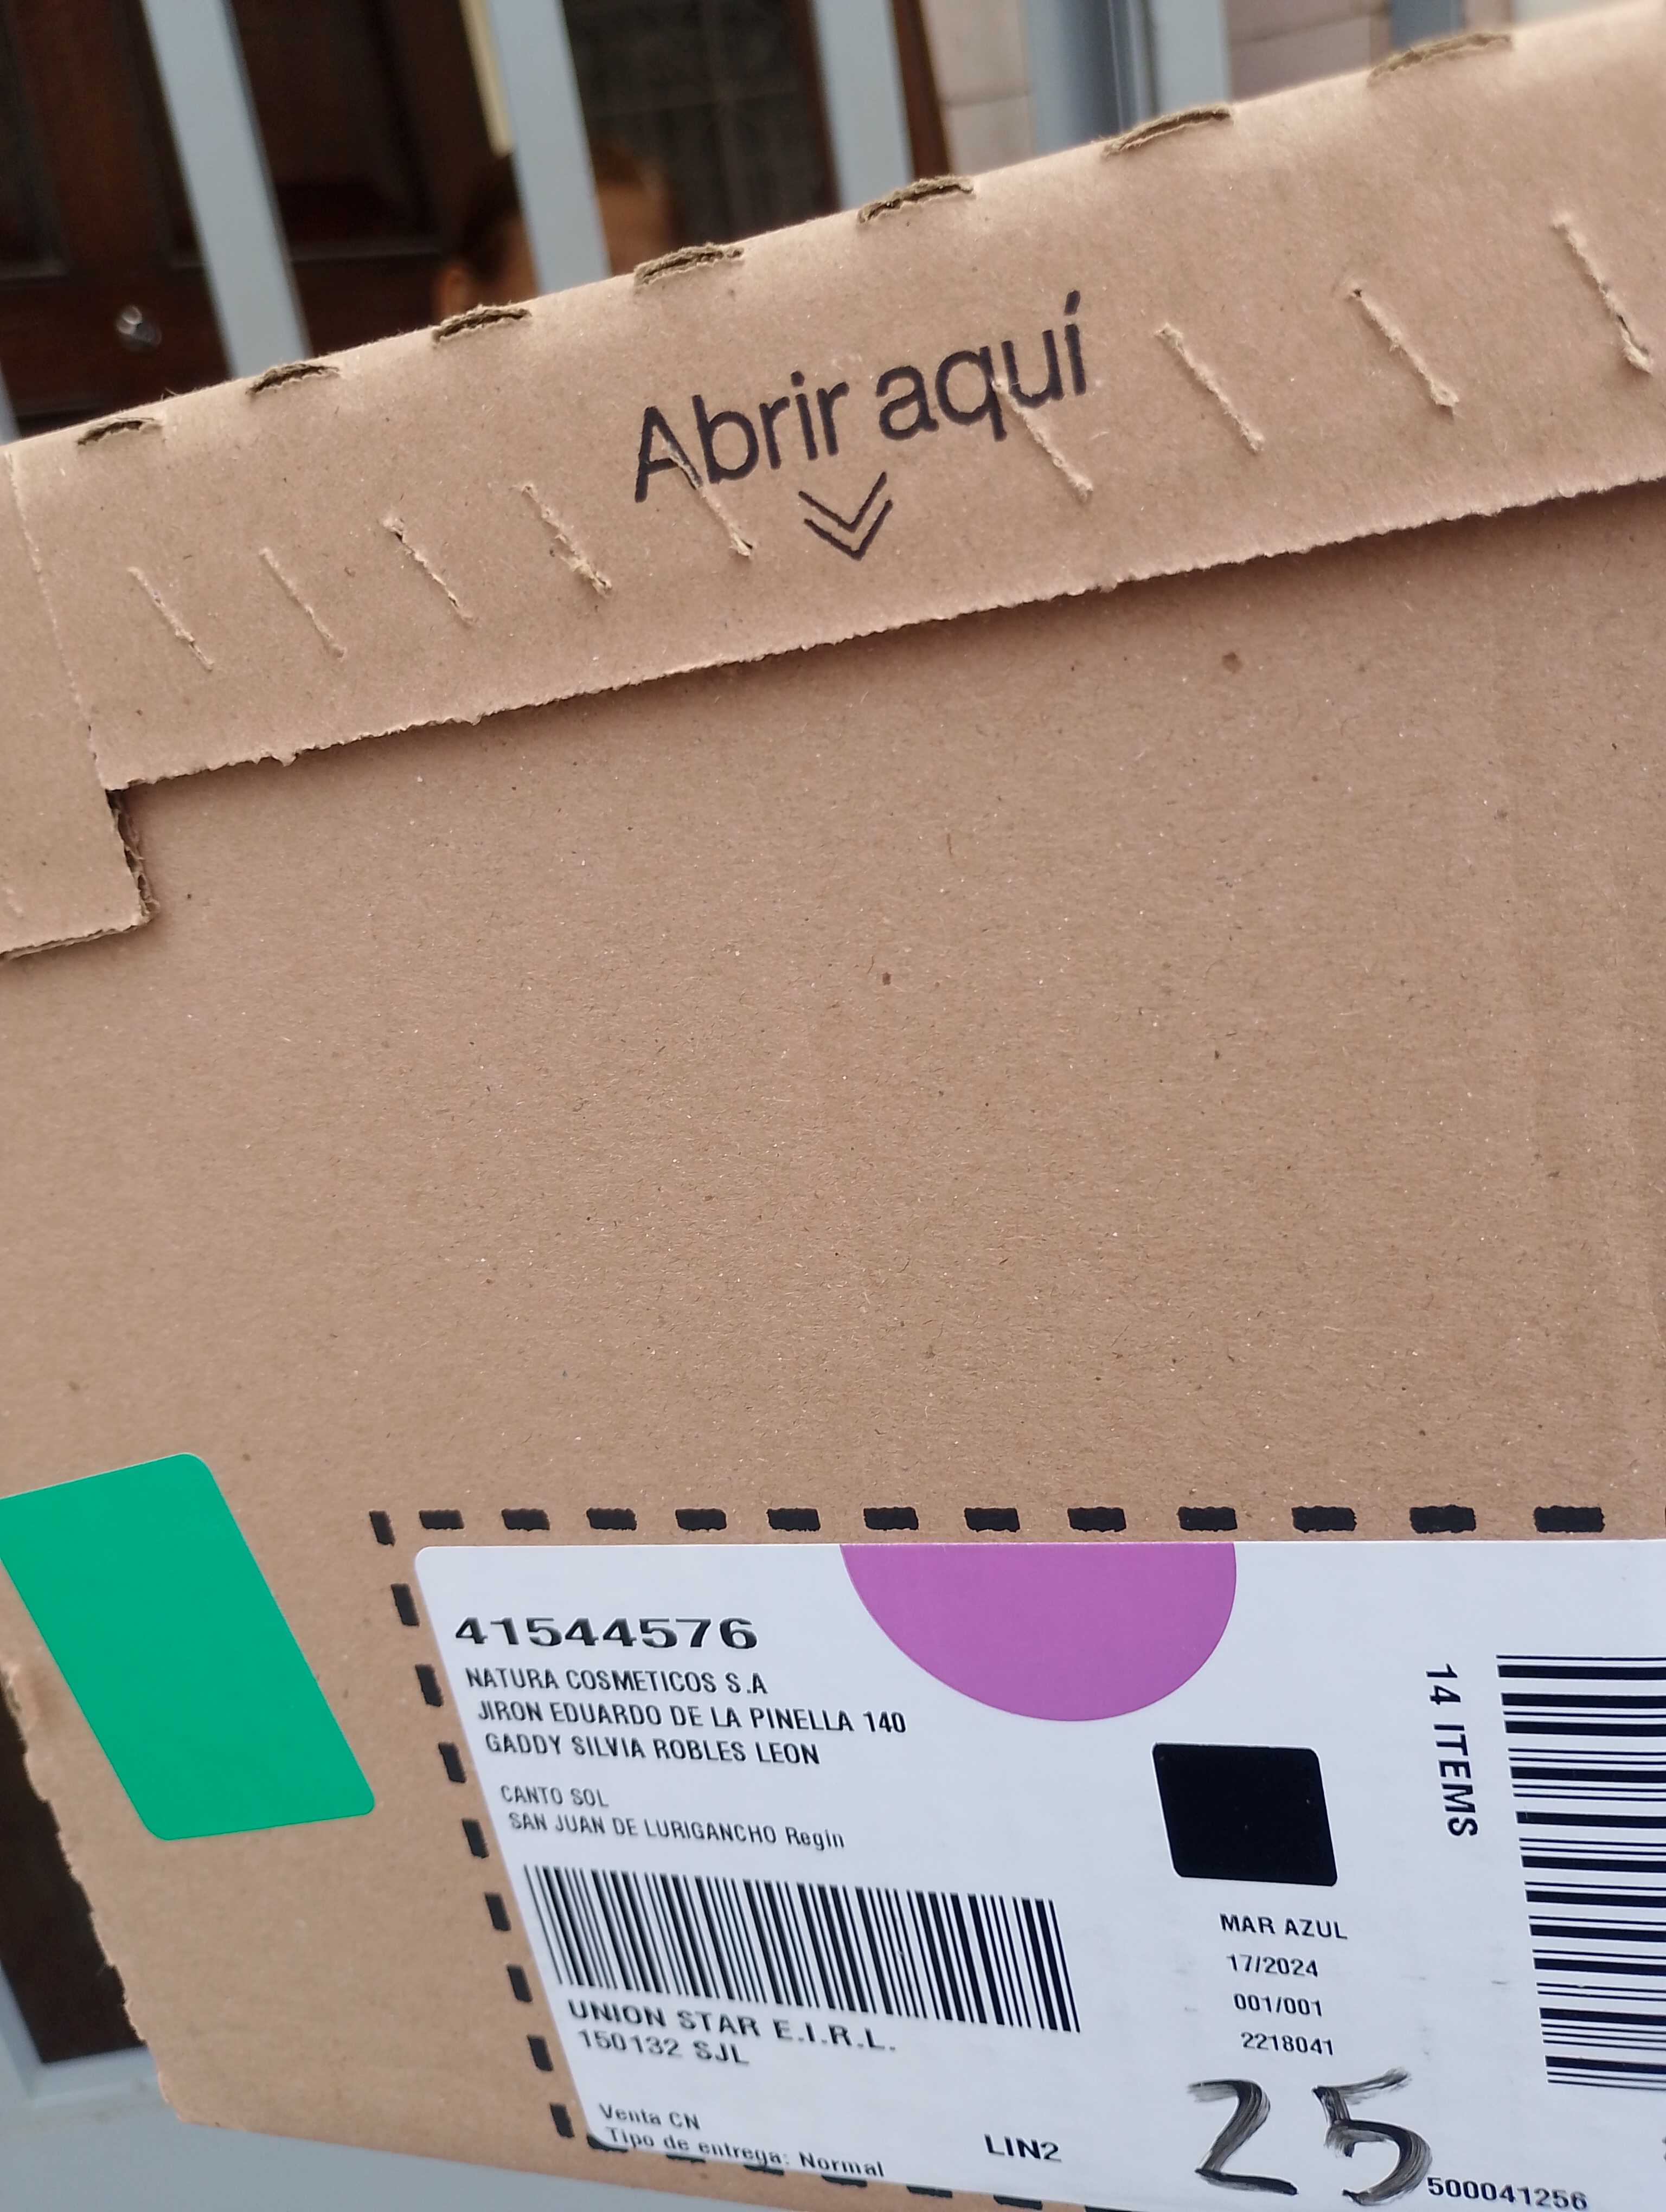 Abrir aquí
41544576
NATURA COSMETICOS S.A
JIRON EDUARDO DE LA PINELLA 140
GADDY SILVIA ROBLES LEON
CANTO SOL
SAN JUAN DE LURIGANCHO Regin
UNION STAR E.I.R.L.
150132 SJL
Venta CN
Tipo de entrega: Normal
LIN2
MAR AZUL
17/2024
001/001
2218041
25
500041256
14 ITEMS